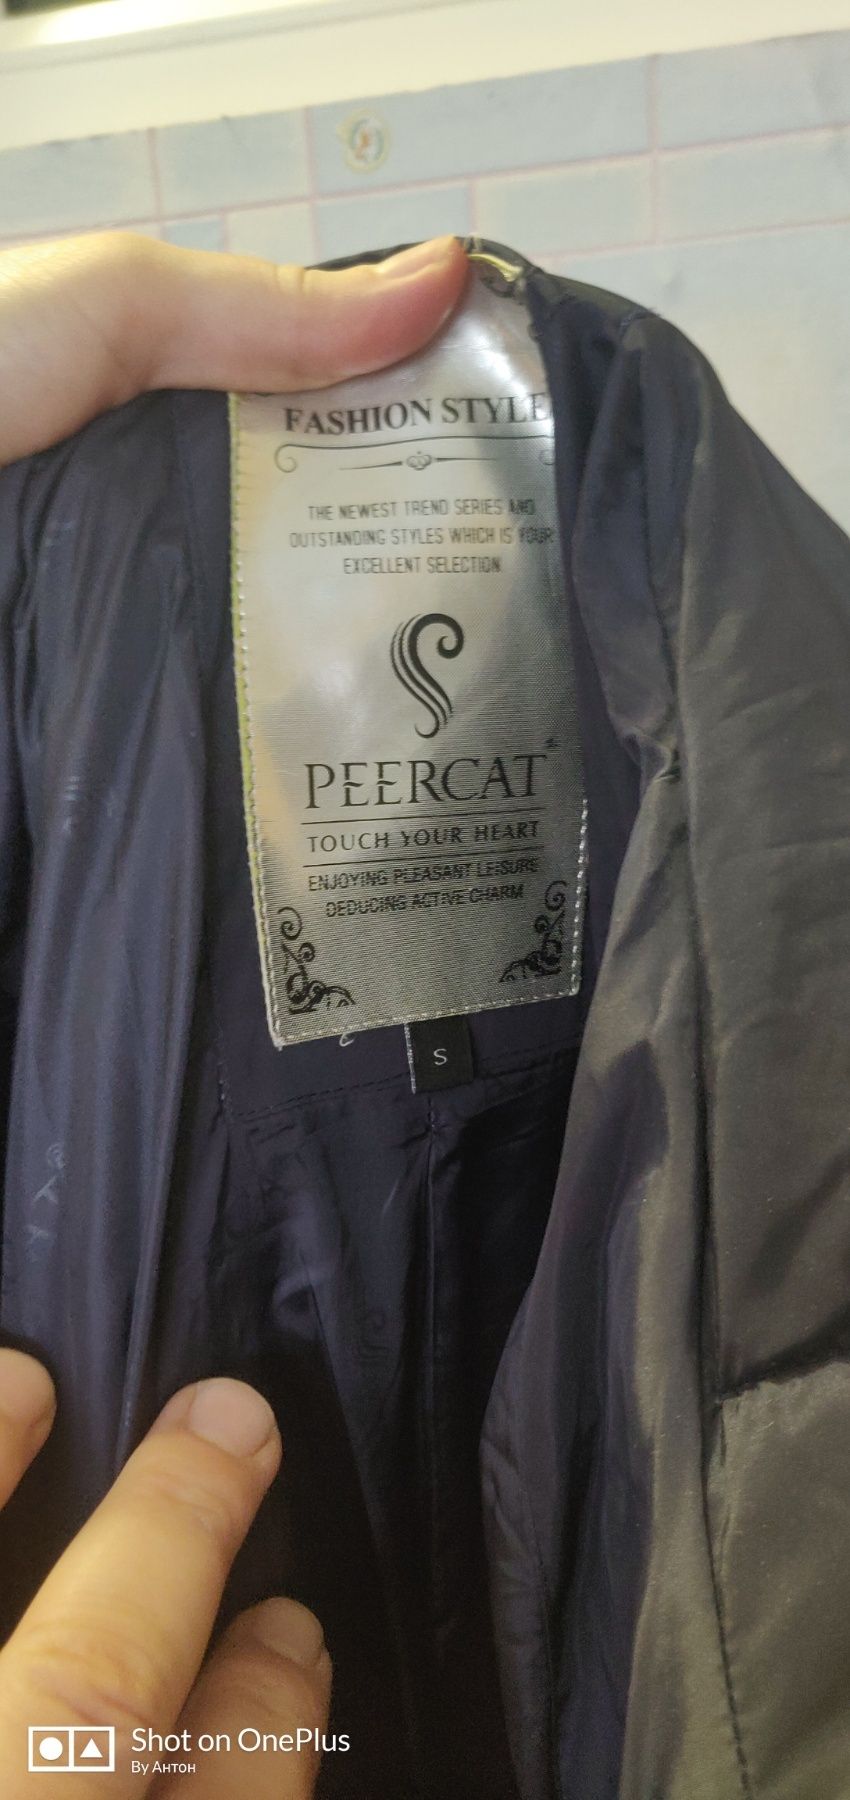 FASHION STYLE
THE NEWEST TREND SERIES AND
OUTSTANDING STYLES WHICH IS YOUR
EXCELLENT SELECTION
PEERCAT
TOUCH YOUR HEART
ENJOYING PLEASANT LEISURE
DEDUCING ACTIVE CHARM
S
Shot on OnePlus
By Антон